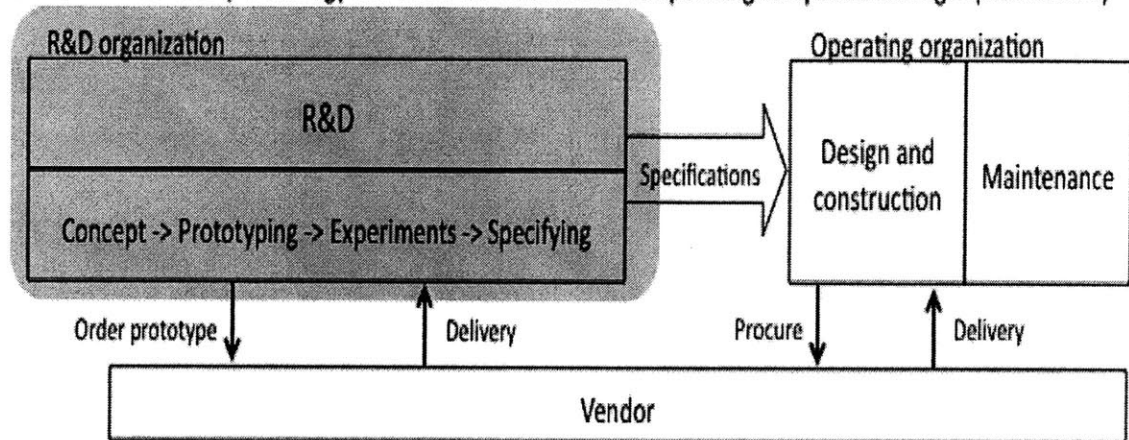 R&D organization
Operating organization
R&D
Design and
construction
Maintenance
Specifications
Concept -> Prototyping -> Experiments -> Specifying
Order prototype
Delivery
Procure
Delivery
Vendor